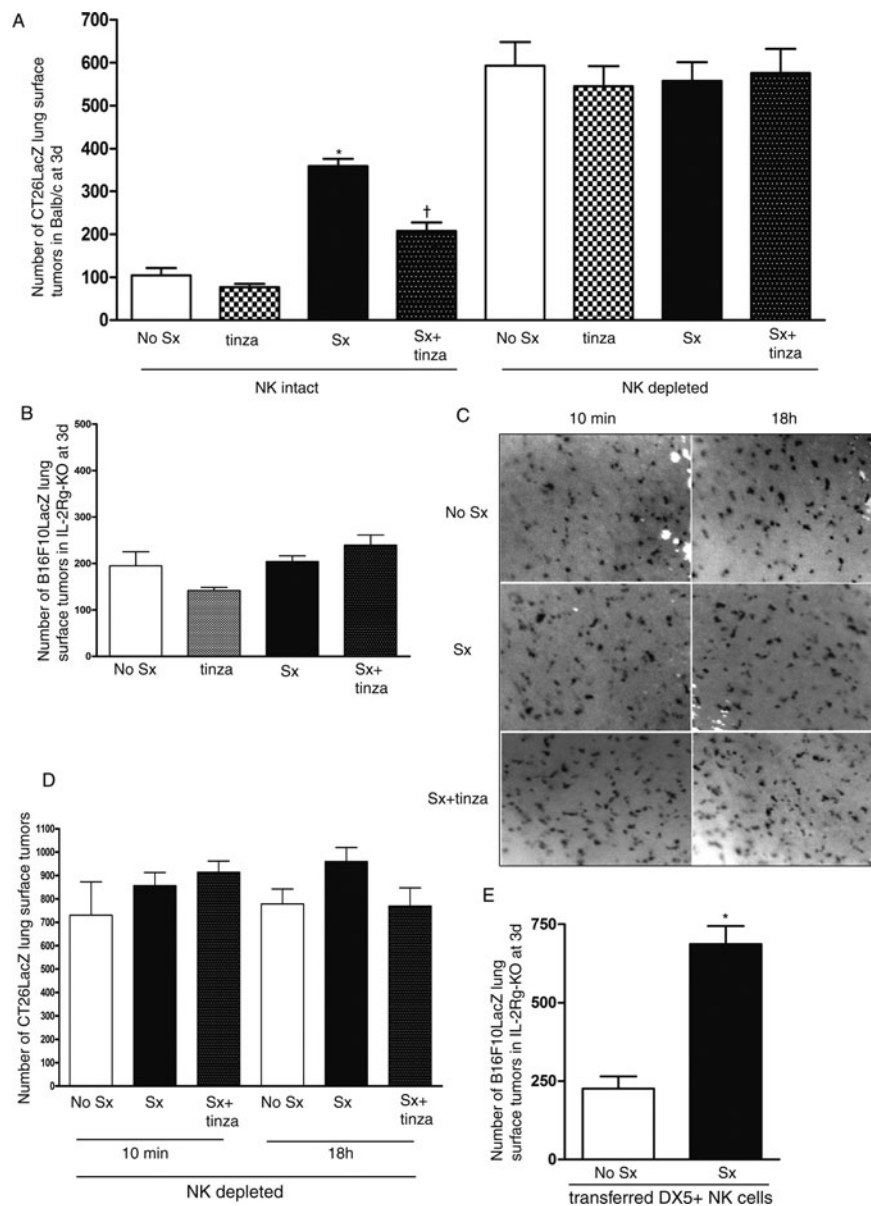 A
Number of CT26LacZ lung surface
tumors in Balb/c at 3d
700
600
500
400
300
200
100
0
*
†
No Sx
tinza
Sx
Sx+
tinza
No Sx
tinza
Sx
Sx+
tinza
NK intact
NK depleted
B
Number of B16F10LacZ lung
surface tumors in IL-2Rg-KO at 3d
500
400
300
200
100
0
No Sx
tinza
Sx
Sx+
tinza
C
10 min
18h
No Sx
Sx
Sx+tinza
D
Number of CT26LacZ lung surface tumors
1100
1000
900
800
700
600
500
400
300
200
100
0
No Sx
Sx
Sx+
tinza
No Sx
Sx
Sx+
tinza
10 min
18h
NK depleted
E
Number of B16F10LacZ lung
surface tumors in IL-2Rg-KO at 3d
750
500
250
0
*
No Sx
Sx
transferred DX5+ NK cells